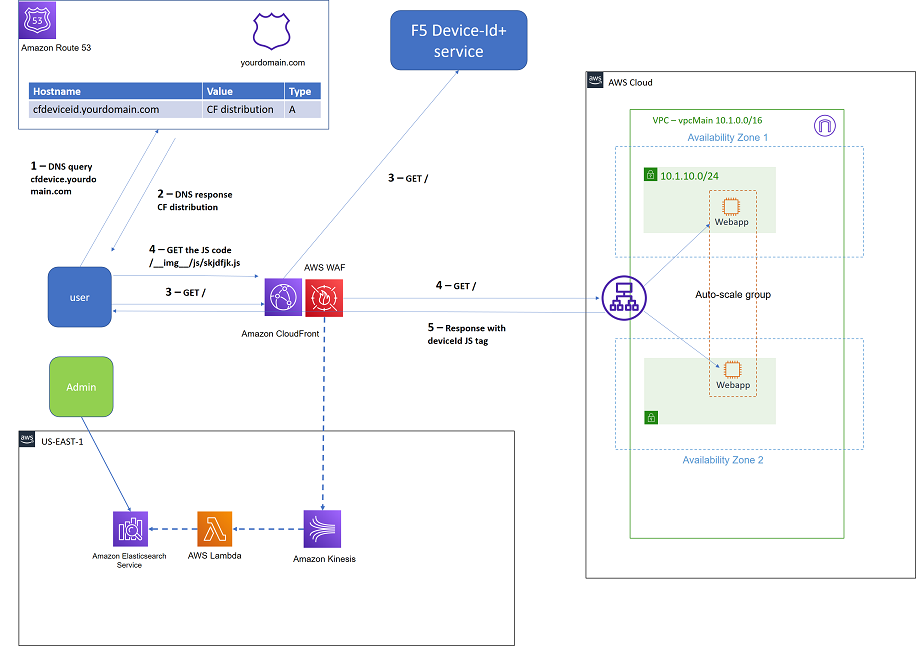 53
Amazon Route 53
yourdomain.com
Hostname Value Type
cfdeviceid.yourdomain.com CF distribution A
F5 Device-Id+
service
1 – DNS query
cfdevice.yourdo
main.com
2 – DNS response
CF distribution
3 – GET /
4 – GET the JS code
/__img__/js/skjdfjk.js
3 – GET /
user
AWS WAF
Amazon CloudFront
4 – GET /
5 – Response with
deviceId JS tag
Admin
aws
US-EAST-1
Amazon Elasticsearch
Service
AWS Lambda
Amazon Kinesis
aws
AWS Cloud
VPC – vpcMain 10.1.0.0/16
Availability Zone 1
10.1.10.0/24
Webapp
Auto-scale group
Webapp
Availability Zone 2